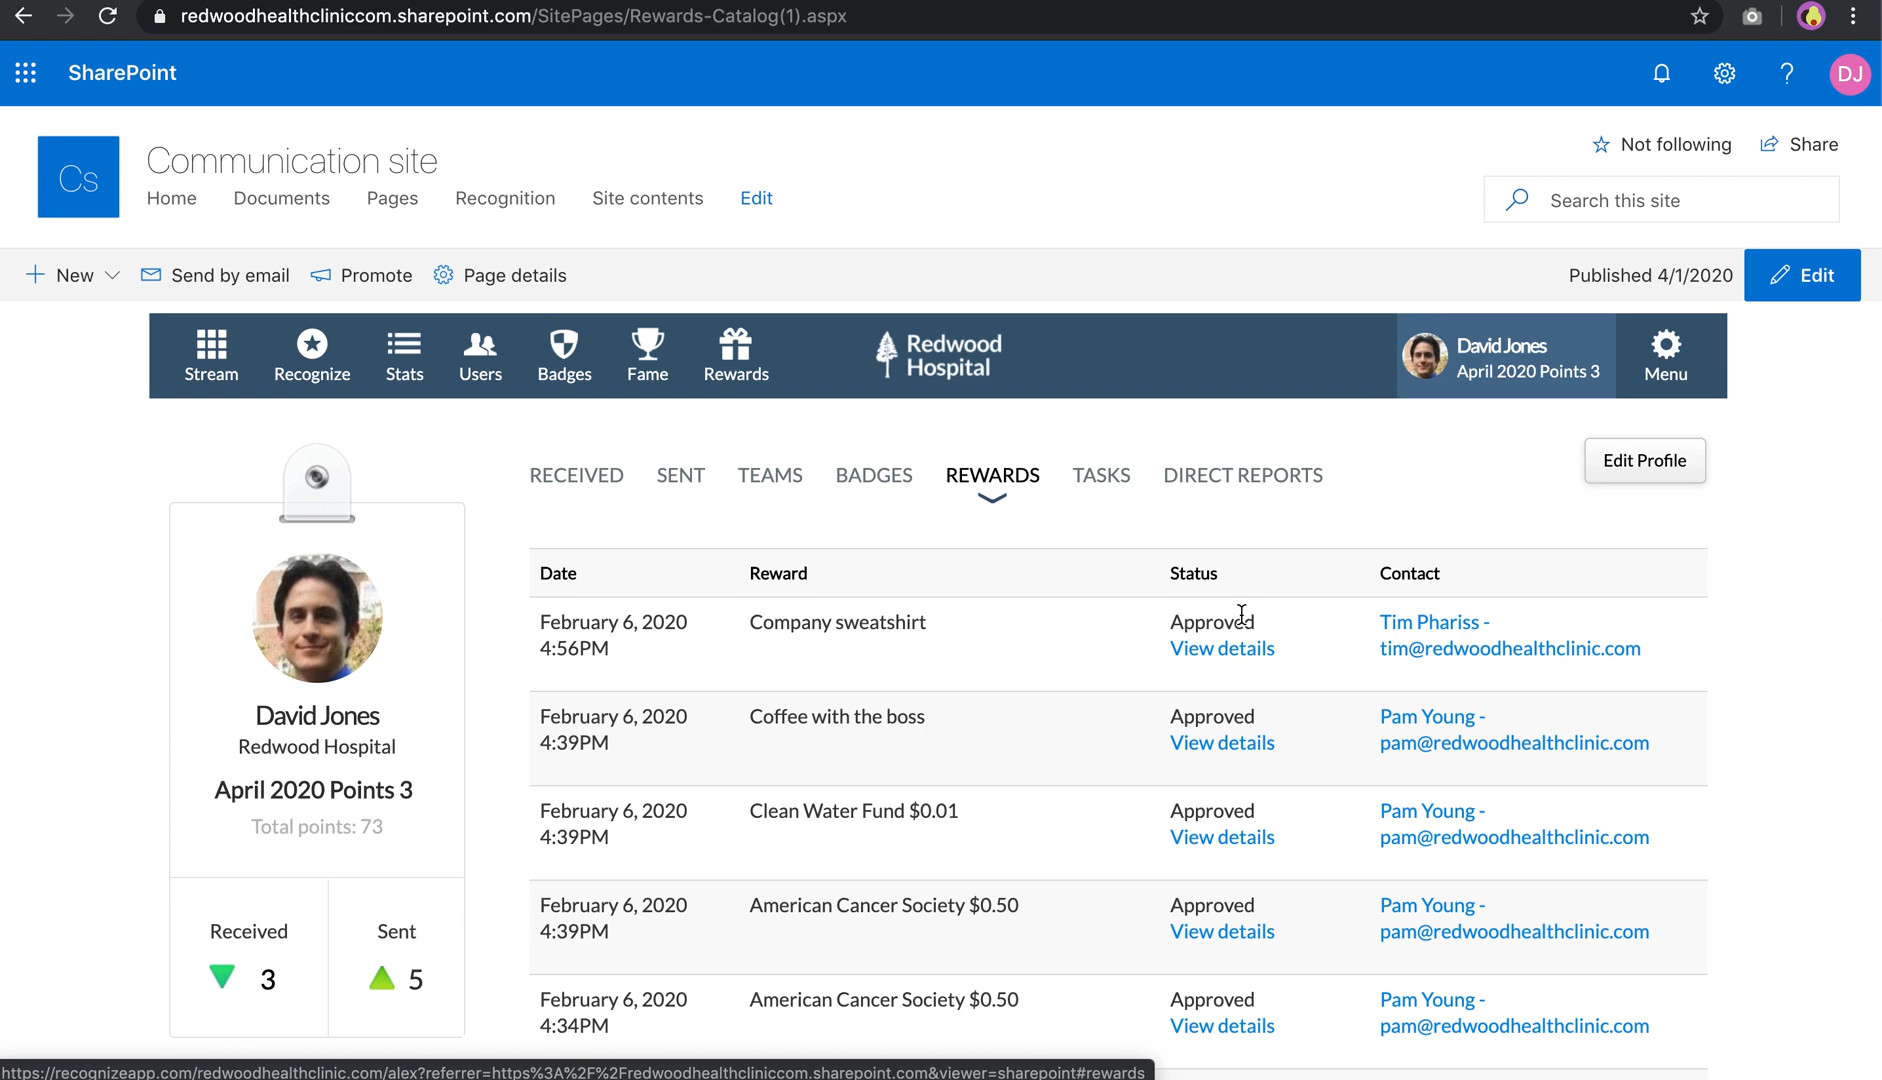 redwoodhealthcliniccom.sharepoint.com/SitePages/Rewards-Catalog(1).aspx
SharePoint
DJ
Cs
Communication site
Not following
Share
Home Documents Pages Recognition Site contents Edit
Search this site
New Send by email Promote Page details
Published 4/1/2020 Edit
Stream Recognize Stats Users Badges Fame Rewards
Redwood
Hospital
David Jones
April 2020 Points 3
Menu
RECEIVED SENT TEAMS BADGES REWARDS TASKS DIRECT REPORTS
Edit Profile
David Jones
Redwood Hospital
April 2020 Points 3
Total points: 73
Received Sent
3 5
Date Reward Status Contact
February 6, 2020 Company sweatshirt Approved Tim Phariss -
4:56PM View details tim@redwoodhealthclinic.com
February 6, 2020 Coffee with the boss Approved Pam Young -
4:39PM View details pam@redwoodhealthclinic.com
February 6, 2020 Clean Water Fund $0.01 Approved Pam Young -
4:39PM View details pam@redwoodhealthclinic.com
February 6, 2020 American Cancer Society $0.50 Approved Pam Young -
4:39PM View details pam@redwoodhealthclinic.com
February 6, 2020 American Cancer Society $0.50 Approved Pam Young -
4:34PM View details pam@redwoodhealthclinic.com
https://recognizeapp.com/redwoodhealthclinic.com/alex?referrer=https%3A%2F%2Fredwoodhealthcliniccom.sharepoint.com&viewer=sharepoint#rewards